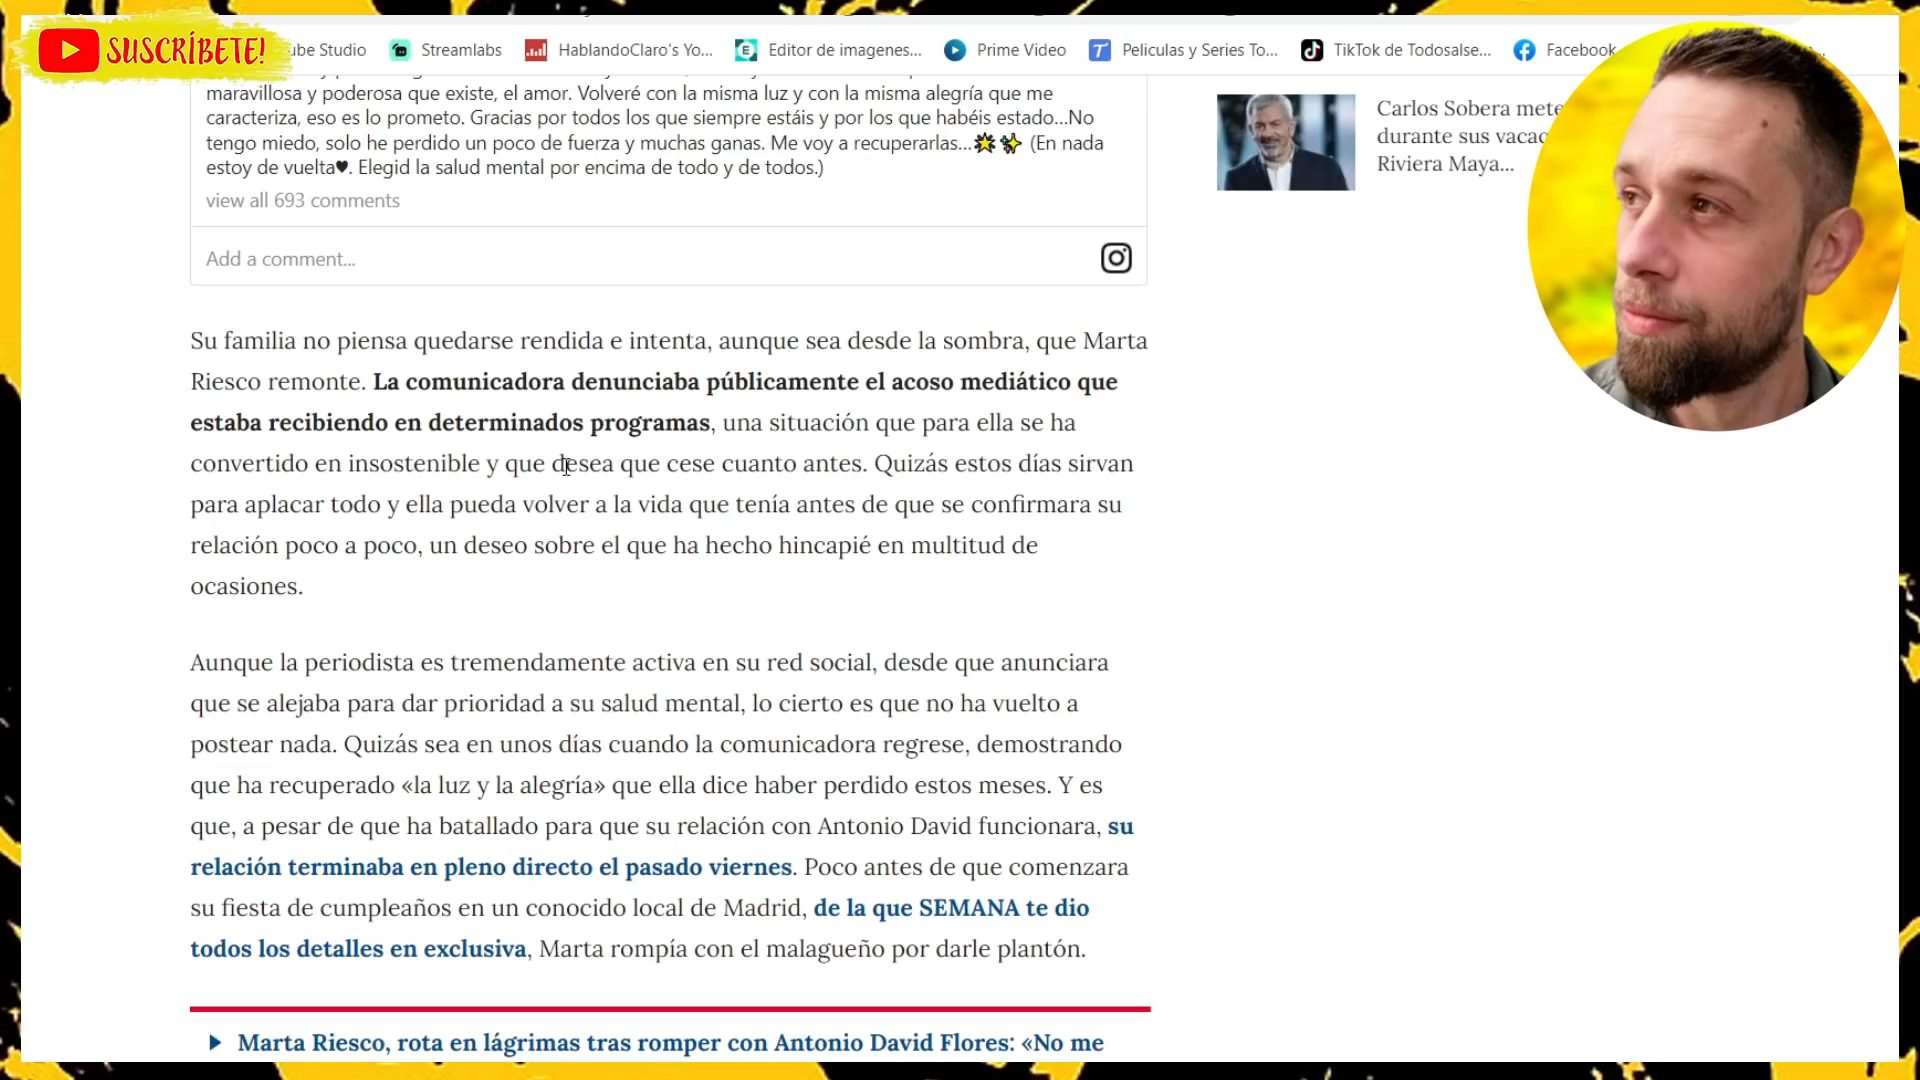 SUSCRÍBETE!
ube Studio
Streamlabs
HablandoClaro's Yo...
Editor de imagenes...
Prime Video
Peliculas y Series To...
TikTok de Todosalse...
Facebook
maravillosa y poderosa que existe, el amor. Volveré con la misma luz y con la misma alegría que me
caracteriza, eso es lo prometo. Gracias por todos los que siempre estáis y por los que habéis estado...No
tengo miedo, solo he perdido un poco de fuerza y muchas ganas. Me voy a recuperarlas...🌟✨ (En nada
estoy de vuelta♥. Elegid la salud mental por encima de todo y de todos.)
view all 693 comments
Add a comment...
Carlos Sobera mete
durante sus vacac
Riviera Maya...
Su familia no piensa quedarse rendida e intenta, aunque sea desde la sombra, que Marta
Riesco remonte. La comunicadora denunciaba públicamente el acoso mediático que
estaba recibiendo en determinados programas, una situación que para ella se ha
convertido en insostenible y que desea que cese cuanto antes. Quizás estos días sirvan
para aplacar todo y ella pueda volver a la vida que tenía antes de que se confirmara su
relación poco a poco, un deseo sobre el que ha hecho hincapié en multitud de
ocasiones.
Aunque la periodista es tremendamente activa en su red social, desde que anunciara
que se alejaba para dar prioridad a su salud mental, lo cierto es que no ha vuelto a
postear nada. Quizás sea en unos días cuando la comunicadora regrese, demostrando
que ha recuperado «la luz y la alegría» que ella dice haber perdido estos meses. Y es
que, a pesar de que ha batallado para que su relación con Antonio David funcionara, su
relación terminaba en pleno directo el pasado viernes. Poco antes de que comenzara
su fiesta de cumpleaños en un conocido local de Madrid, de la que SEMANA te dio
todos los detalles en exclusiva, Marta rompía con el malagueño por darle plantón.
Marta Riesco, rota en lágrimas tras romper con Antonio David Flores: «No me